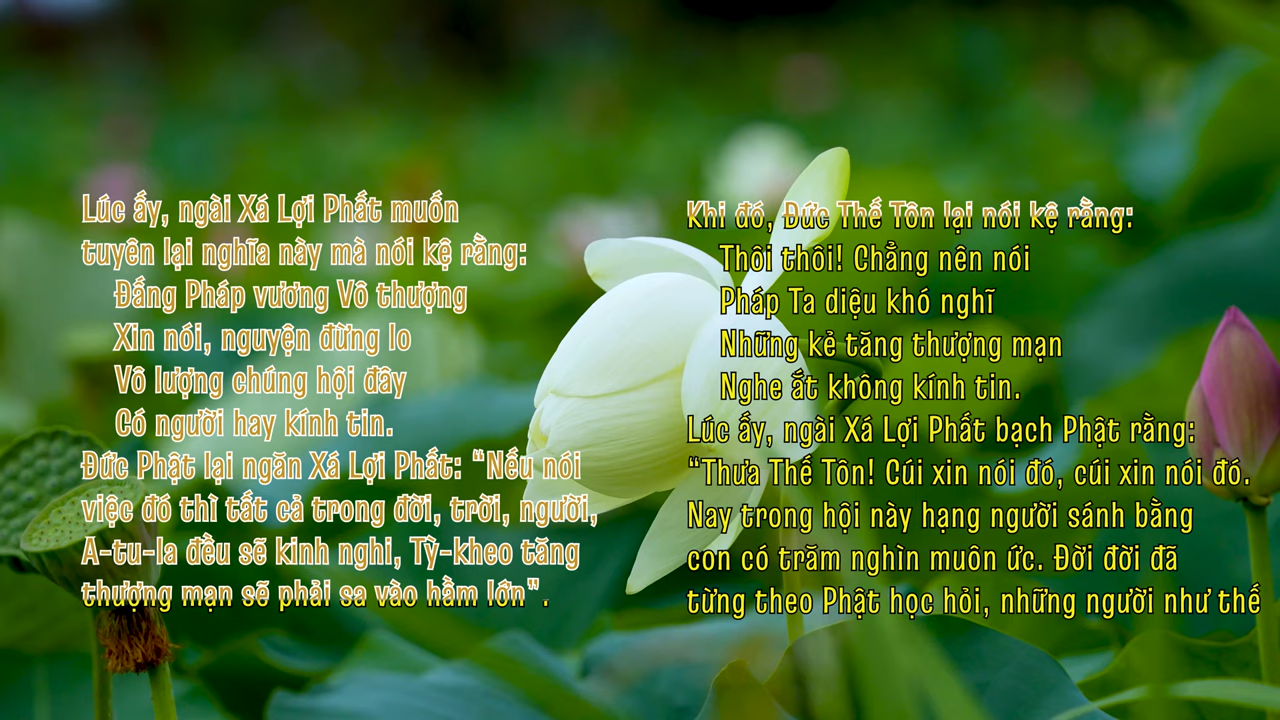 Lúc ấy, ngài Xá Lợi Phất muốn
tuyên lại nghĩa này mà nói kệ rằng:
Đấng Pháp vương Vô thượng
Xin nói, nguyện đừng lo
Vô lượng chúng hội đây
Có người hay kính tin.
Đức Phật lại ngăn Xá Lợi Phất: “Nếu nói
việc đó thì tất cả trong đời, trời, người,
A-tu-la đều sẽ kinh nghi, Tỳ-kheo tăng
thượng mạn sẽ phải sa vào hầm lớn”.
Khi đó, Đức Thế Tôn lại nói kệ rằng:
Thôi thôi! Chẳng nên nói
Pháp Ta diệu khó nghĩ
Những kẻ tăng thượng mạn
Nghe ắt không kính tin.
Lúc ấy, ngài Xá Lợi Phất bạch Phật rằng:
“Thưa Thế Tôn! Cúi xin nói đó, cúi xin nói đó.
Nay trong hội này hạng người sánh bằng
con có trăm nghìn muôn ức. Đời đời đã
từng theo Phật học hỏi, những người như thế